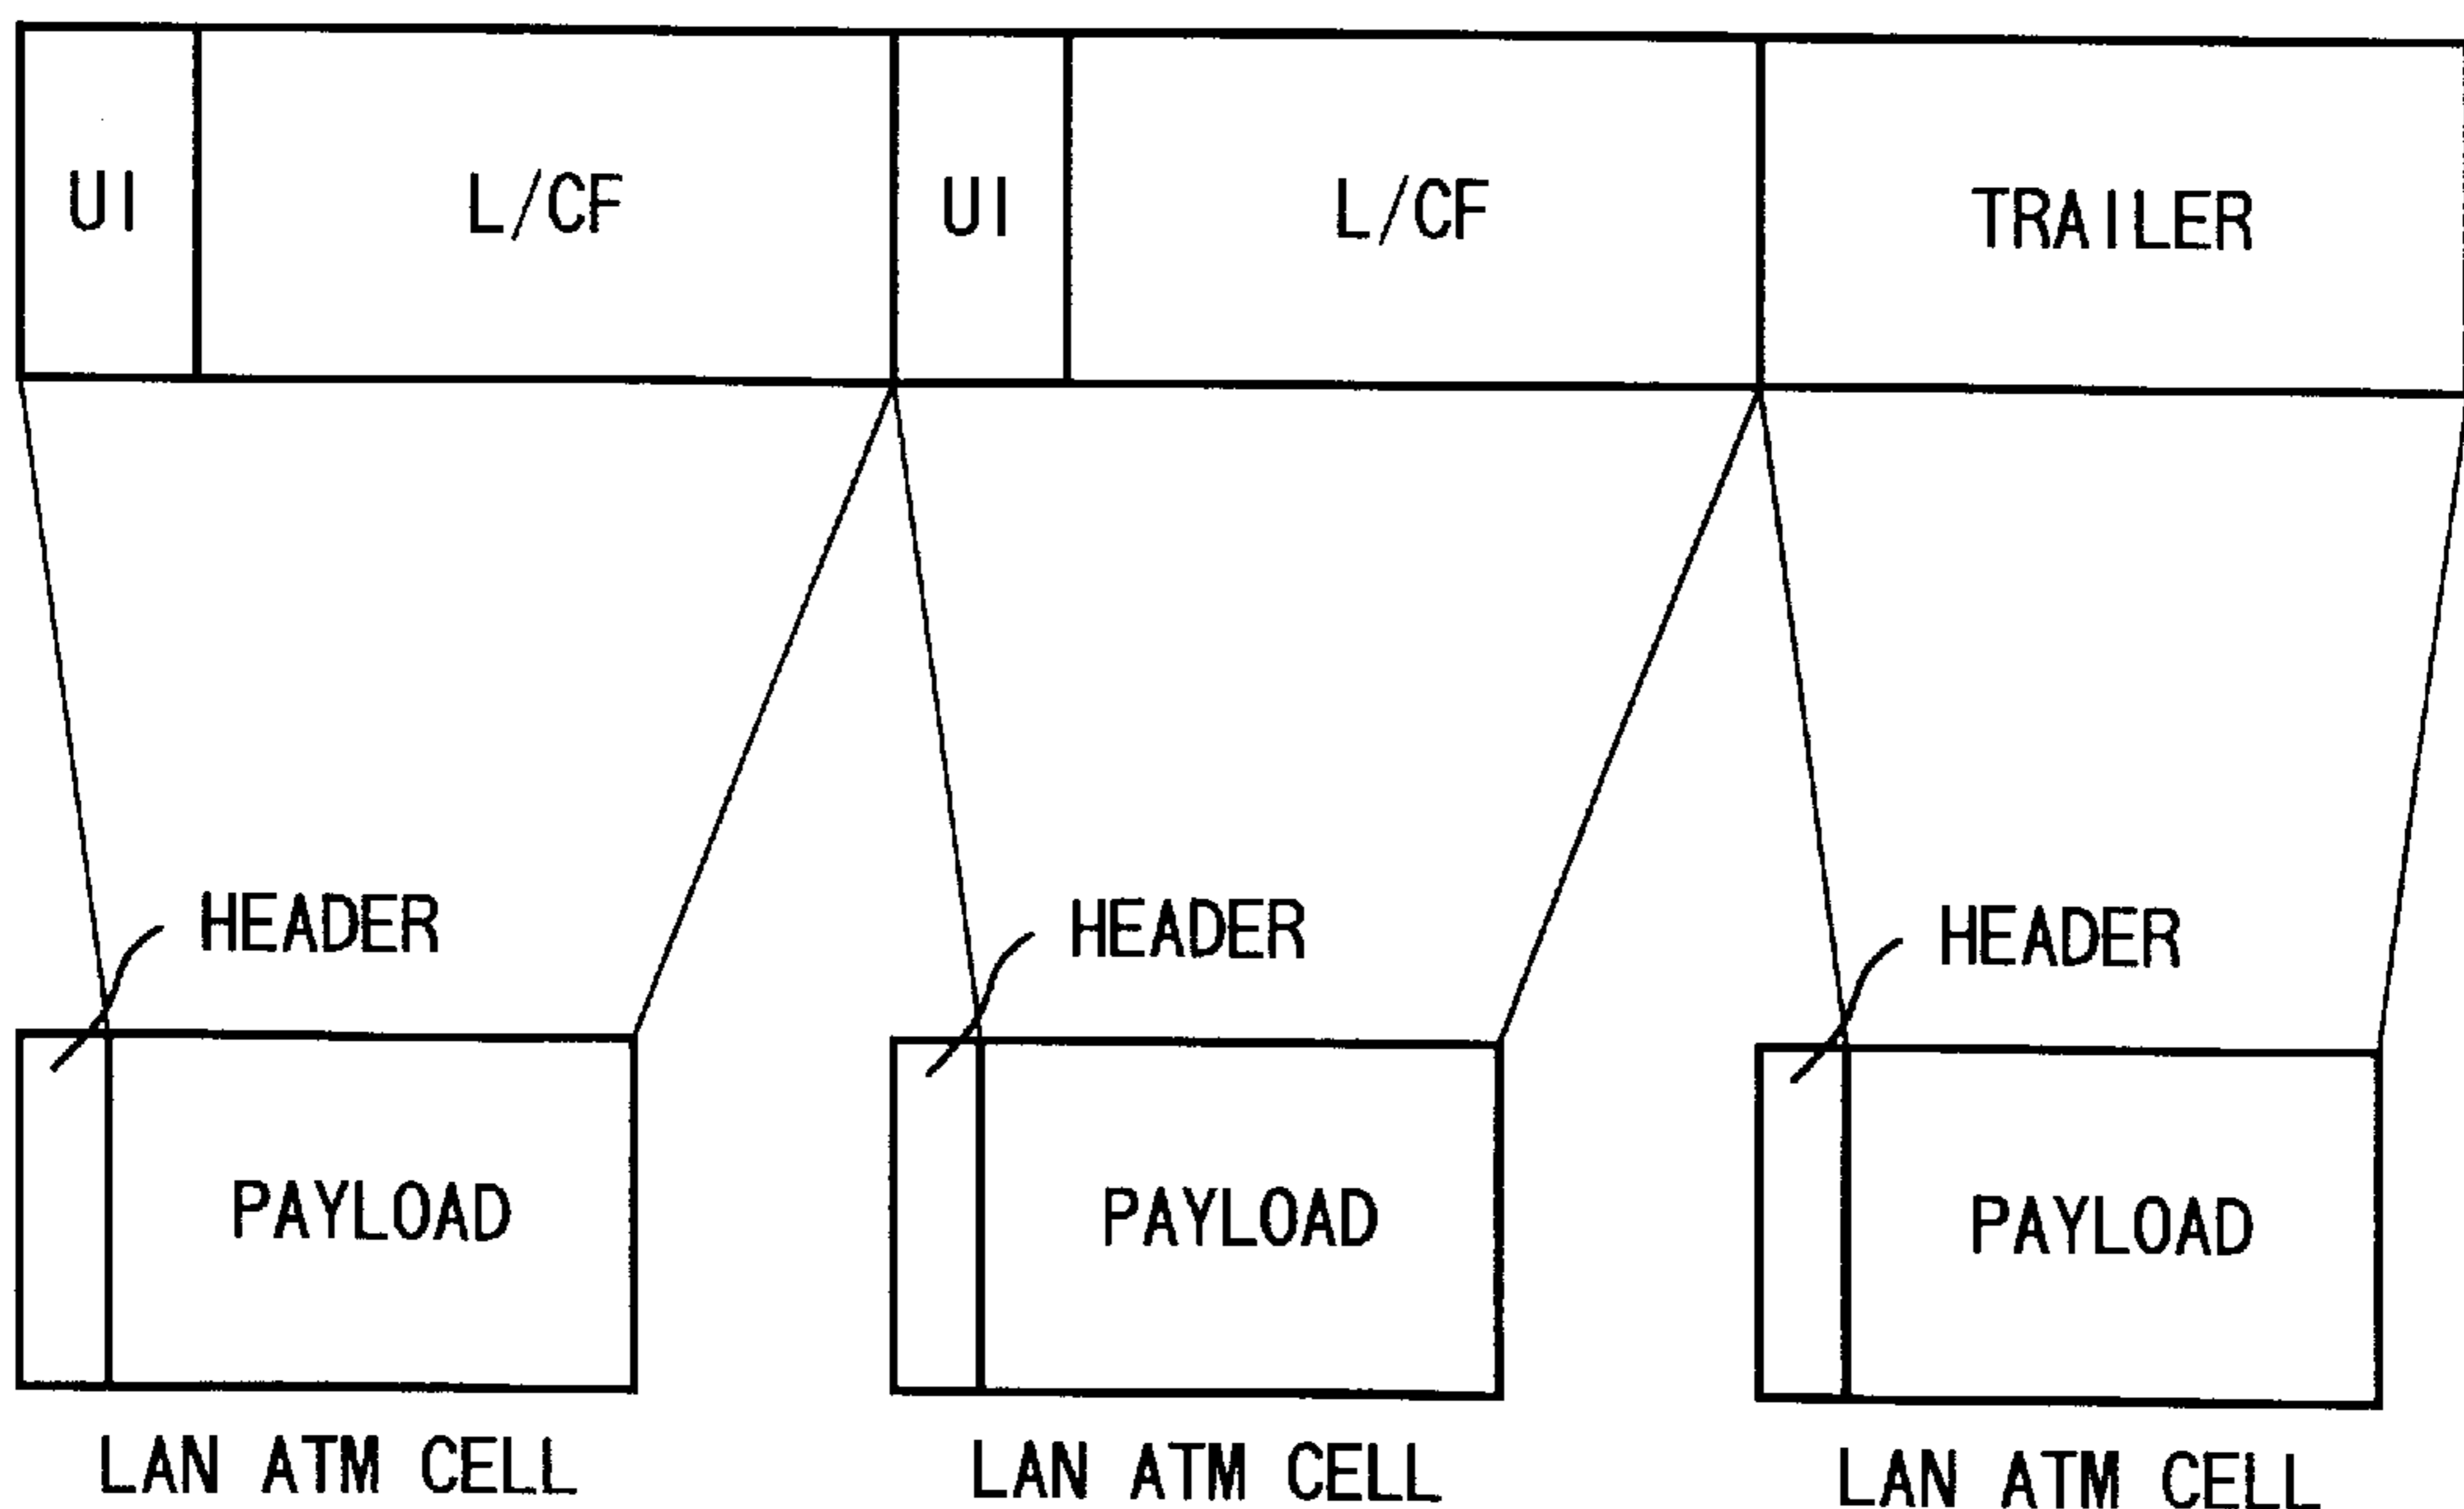 UI L/CF UI L/CF TRAILER
HEADER HEADER HEADER
PAYLOAD PAYLOAD PAYLOAD
LAN ATM CELL LAN ATM CELL LAN ATM CELL